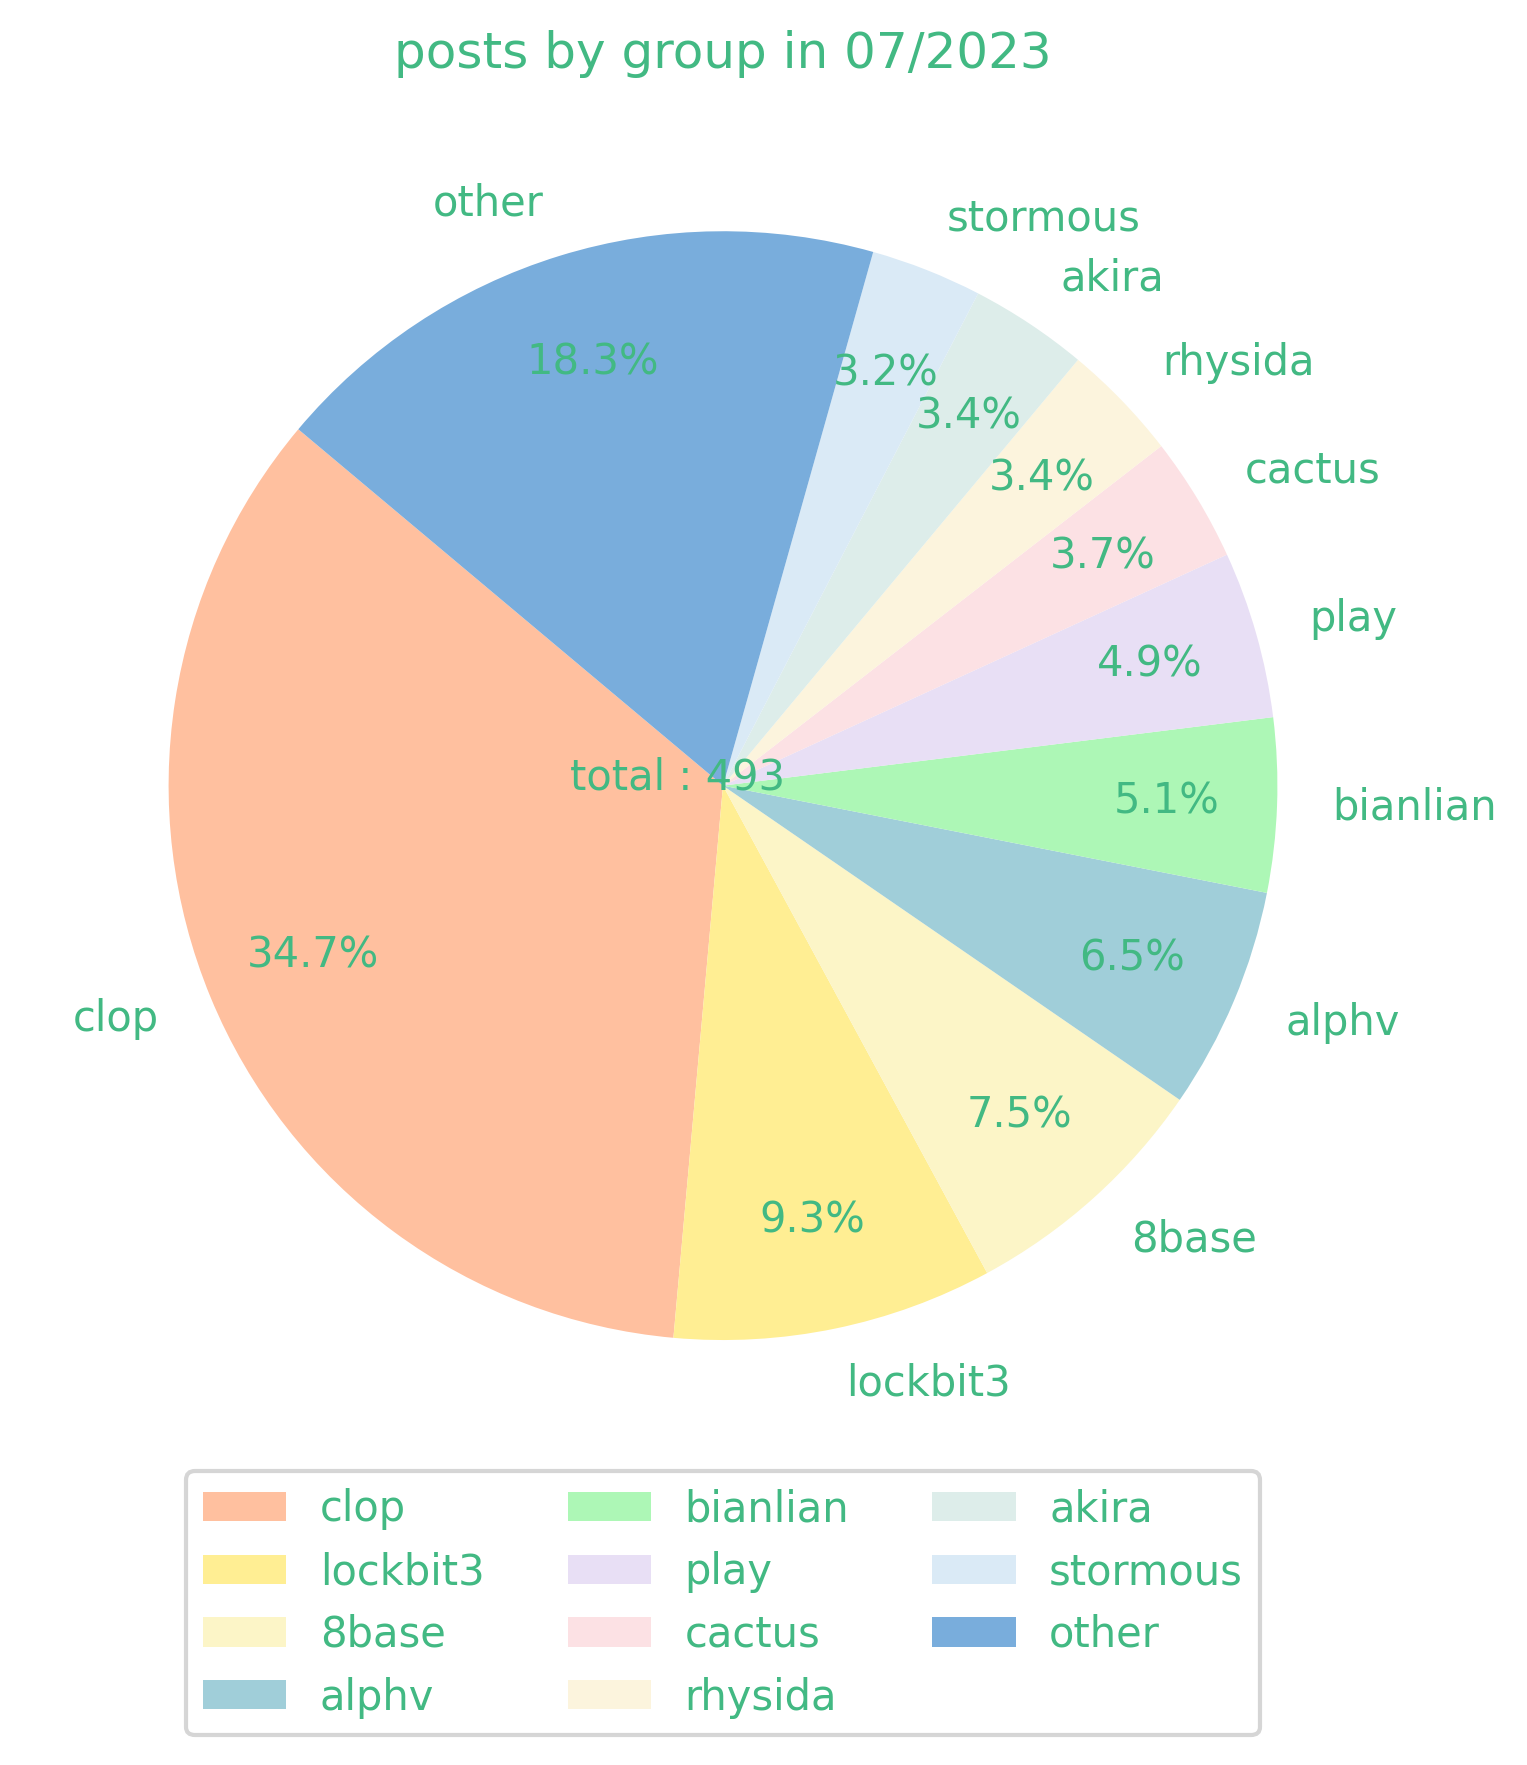 posts by group in 07/2023
other
stormous
akira
rhysida
cactus
play
bianlian
alphv
8base
lockbit3
clop
18.3%
3.2%
3.4%
3.4%
3.7%
4.9%
5.1%
6.5%
7.5%
9.3%
34.7%
total : 493
clop
lockbit3
8base
alphv
bianlian
play
cactus
rhysida
akira
stormous
other